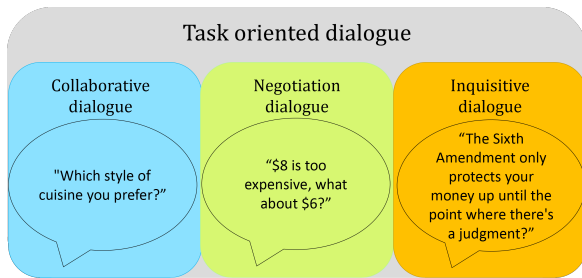 Task oriented dialogue
Collaborative
dialogue
"Which style of
cuisine you prefer?”
Negotiation
dialogue
“$8 is too
expensive, what
about $6?”
Inquisitive
dialogue
“The Sixth
Amendment only
protects your
money up until the
point where there's
a judgment?”